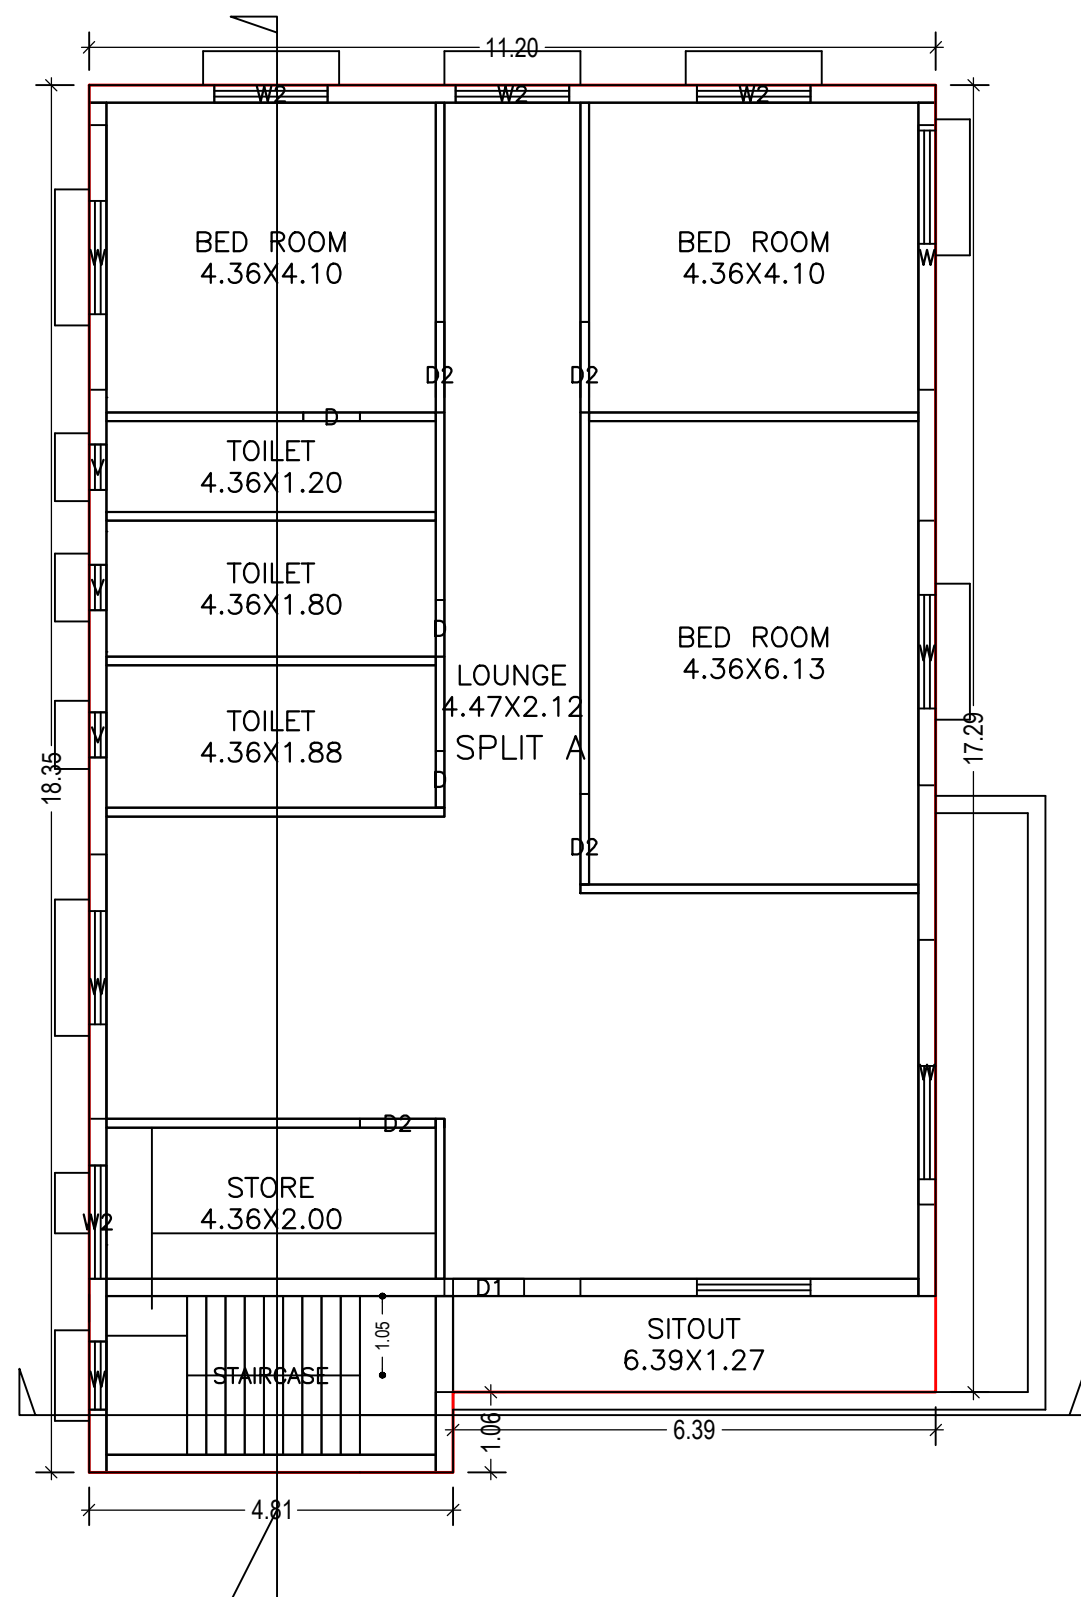 11.20
W2
W2
W2
BED ROOM
4.36X4.10
BED ROOM
4.36X4.10
W
W
D2
D2
D
TOILET
4.36X1.20
V
TOILET
4.36X1.80
V
D
BED ROOM
4.36X6.13
W
LOUNGE
4.47X2.12
SPLIT A
TOILET
4.36X1.88
V
D
18.35
17.29
D2
W
W
D2
STORE
4.36X2.00
W2
D1
SITOUT
6.39X1.27
1.05
STAIRCASE
W
1.06
6.39
4.81